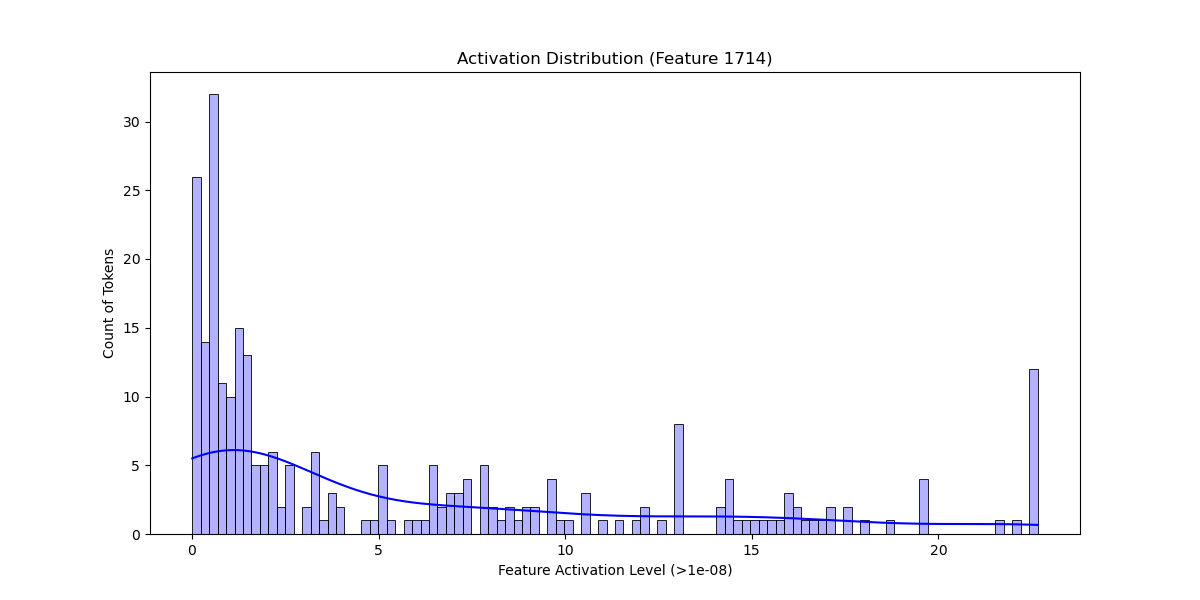 Activation Distribution (Feature 1714)
30
25
20
15
10
5
0
Count of Tokens
0 5 10 15 20
Feature Activation Level (>1e-08)